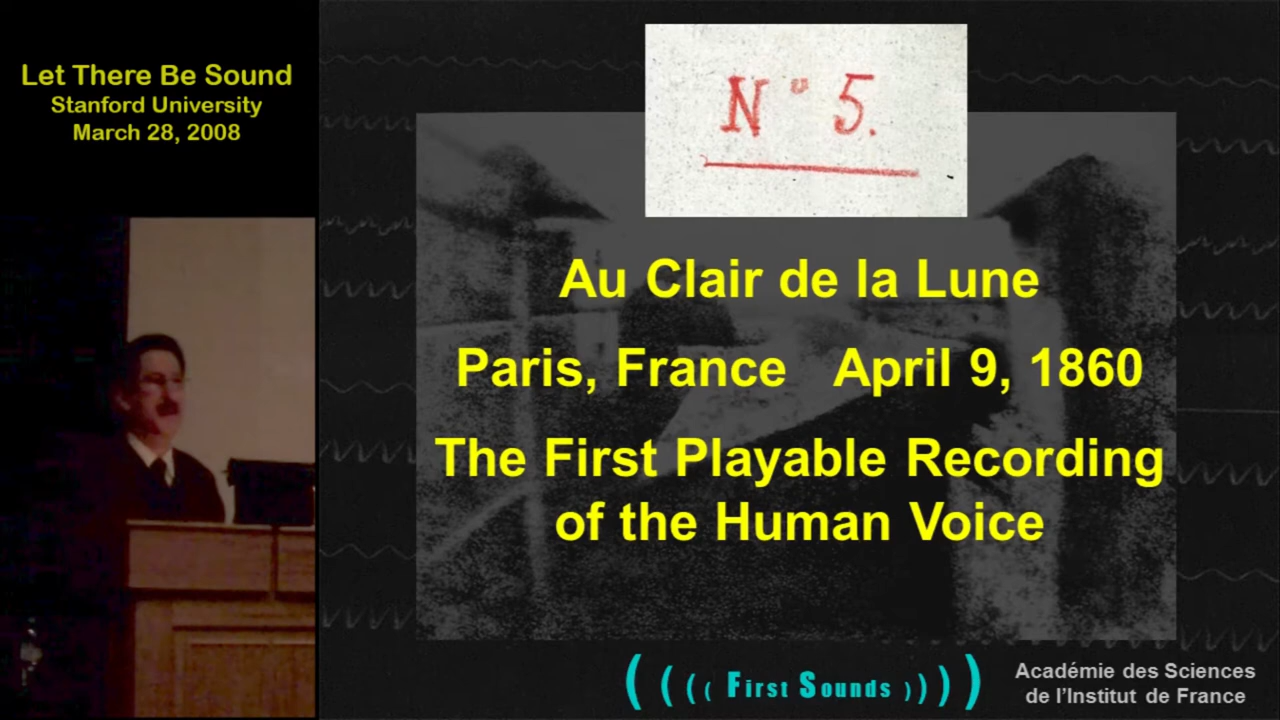 Let There Be Sound
Stanford University
March 28, 2008
N° 5.
Au Clair de la Lune
Paris, France April 9, 1860
The First Playable Recording
of the Human Voice
( ( ( ( First Sounds ) ) ) )
Académie des Sciences
de l'Institut de France